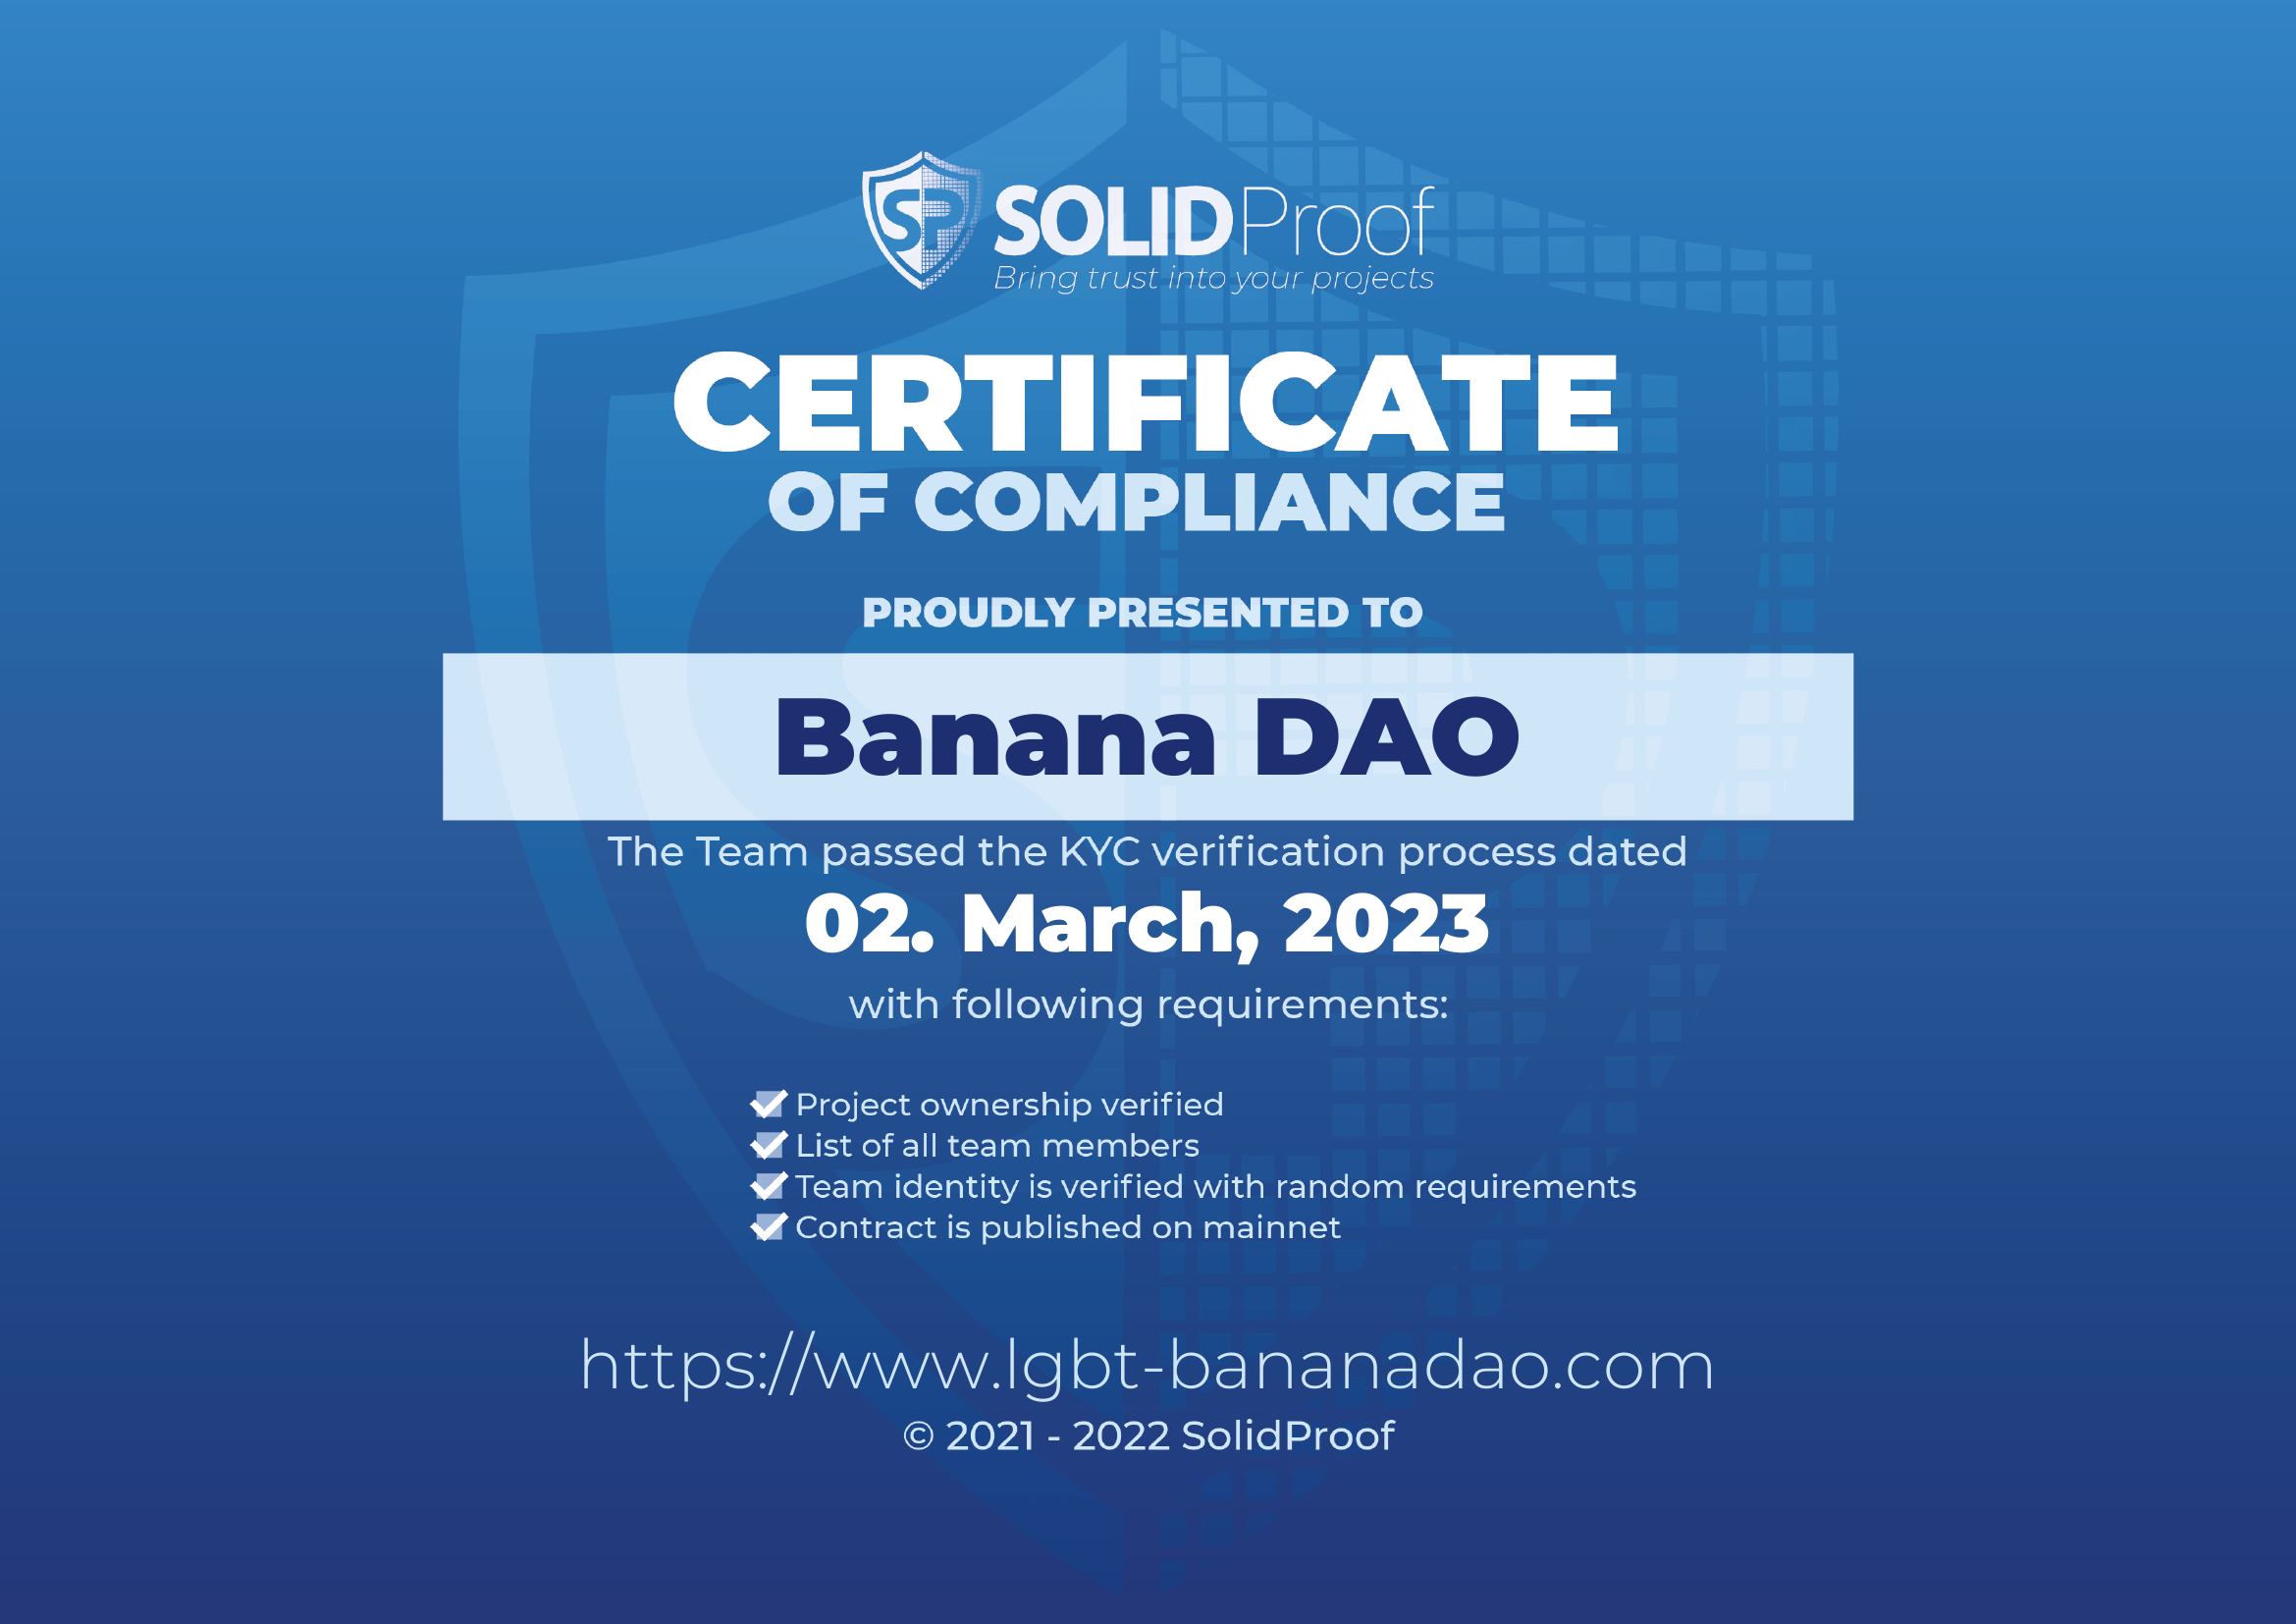 SP SOLIDProof
Bring trust into your projects
CERTIFICATE
OF COMPLIANCE
PROUDLY PRESENTED TO
Banana DAO
The Team passed the KYC verification process dated
02. March, 2023
with following requirements:
Project ownership verified
List of all team members
Team identity is verified with random requirements
Contract is published on mainnet
https://www.lgbt-bananadao.com
© 2021 - 2022 SolidProof